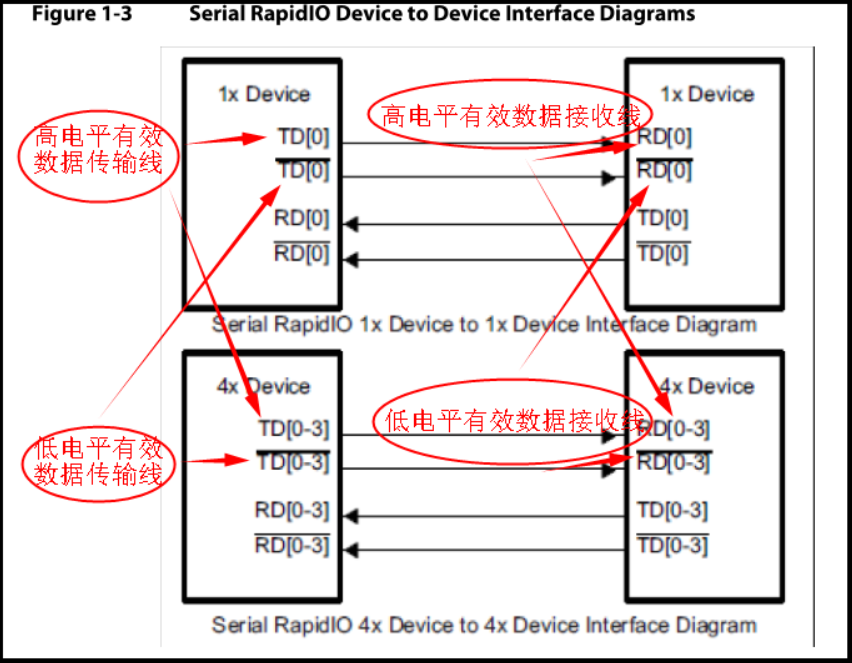 Figure 1-3 Serial RapidIO Device to Device Interface Diagrams
1x Device
1x Device
高电平有效
数据传输线
高电平有效数据接收线
TD[0]
RD[0]
TD[0]
RD[0]
RD[0]
TD[0]
RD[0]
TD[0]
Serial RapidIO 1x Device to 1x Device Interface Diagram
4x Device
4x Device
低电平有效
数据传输线
低电平有效数据接收线
TD[0-3]
RD[0-3]
TD[0-3]
RD[0-3]
RD[0-3]
TD[0-3]
RD[0-3]
TD[0-3]
Serial RapidIO 4x Device to 4x Device Interface Diagram